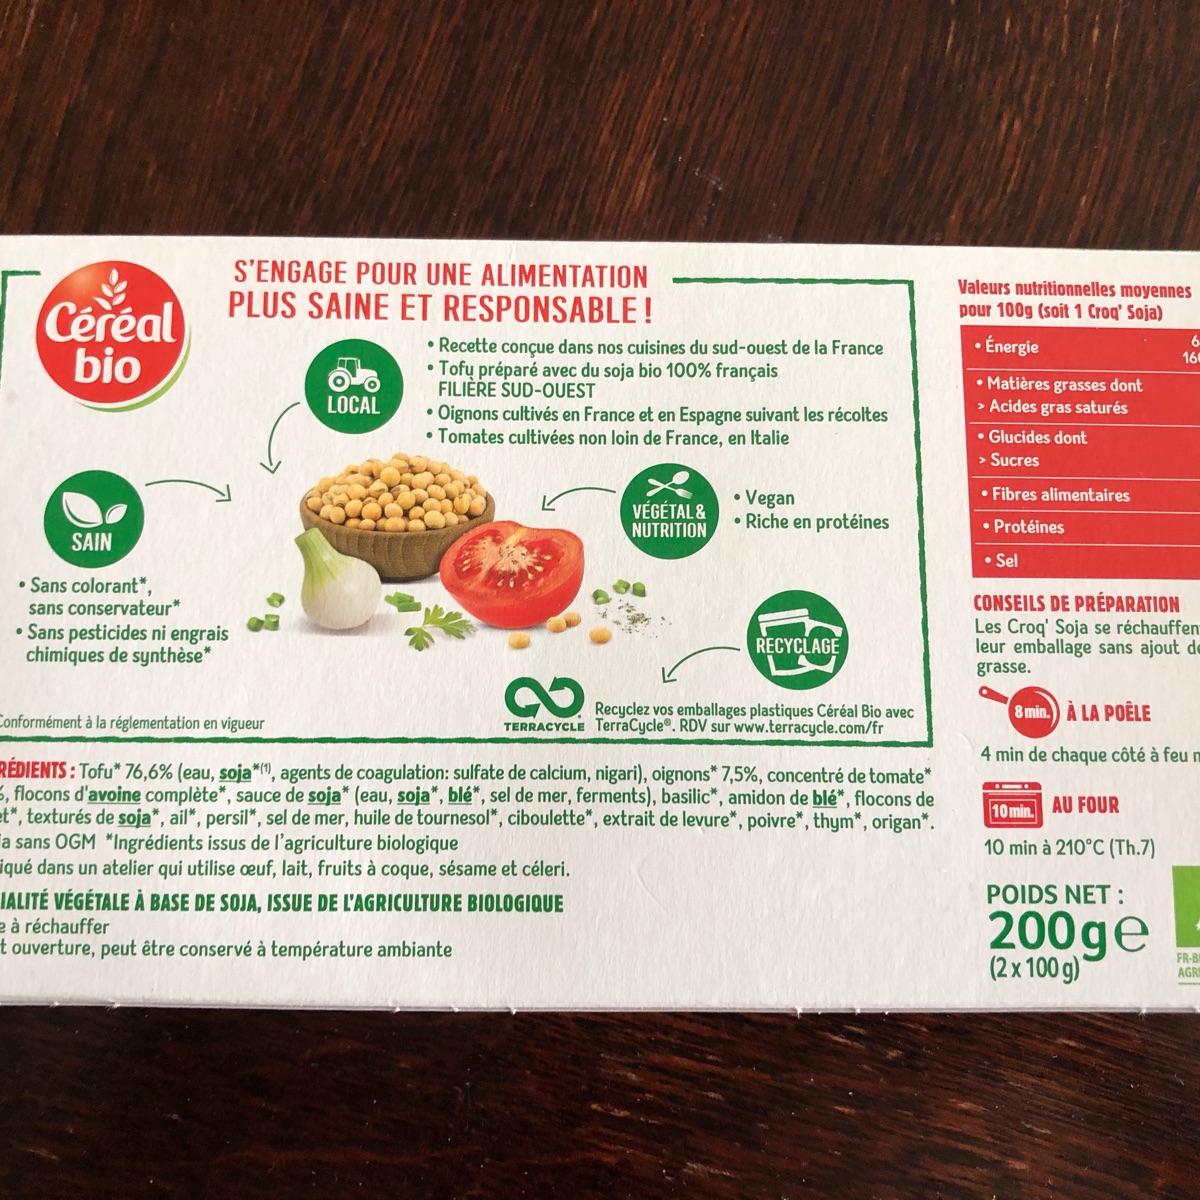 Céréal
bio
S'ENGAGE POUR UNE ALIMENTATION
PLUS SAINE ET RESPONSABLE !
LOCAL
• Recette conçue dans nos cuisines du sud-ouest de la France
• Tofu préparé avec du soja bio 100% français
FILIÈRE SUD-OUEST
• Oignons cultivés en France et en Espagne suivant les récoltes
• Tomates cultivées non loin de France, en Italie
SAIN
• Sans colorant*,
sans conservateur*
• Sans pesticides ni engrais
chimiques de synthèse*
VÉGÉTAL &
NUTRITION
• Vegan
• Riche en protéines
RECYCLAGE
TERRACYCLE
Recyclez vos emballages plastiques Céréal Bio avec
TerraCycle®. RDV sur www.terracycle.com/fr
Conformément à la réglementation en vigueur
RÉDIENTS : Tofu* 76,6% (eau, soja*(1), agents de coagulation: sulfate de calcium, nigari), oignons* 7,5%, concentré de tomate*
%, flocons d'avoine complète*, sauce de soja* (eau, soja*, blé*, sel de mer, ferments), basilic*, amidon de blé*, flocons de
et*, texturés de soja*, ail*, persil*, sel de mer, huile de tournesol*, ciboulette*, extrait de levure*, poivre*, thym*, origan*.
ja sans OGM *Ingrédients issus de l'agriculture biologique
iqué dans un atelier qui utilise œuf, lait, fruits à coque, sésame et céleri.
IALITÉ VÉGÉTALE À BASE DE SOJA, ISSUE DE L'AGRICULTURE BIOLOGIQUE
e à réchauffer
t ouverture, peut être conservé à température ambiante
Valeurs nutritionnelles moyennes
pour 100g (soit 1 Croq' Soja)
• Énergie
• Matières grasses dont
> Acides gras saturés
• Glucides dont
> Sucres
• Fibres alimentaires
• Protéines
• Sel
CONSEILS DE PRÉPARATION
Les Croq' Soja se réchauffen
leur emballage sans ajout de
grasse.
8 min. À LA POÊLE
4 min de chaque côté à feu
10 min. AU FOUR
10 min à 210°C (Th.7)
POIDS NET :
200g e
(2 x 100 g)
FR-B
AGR